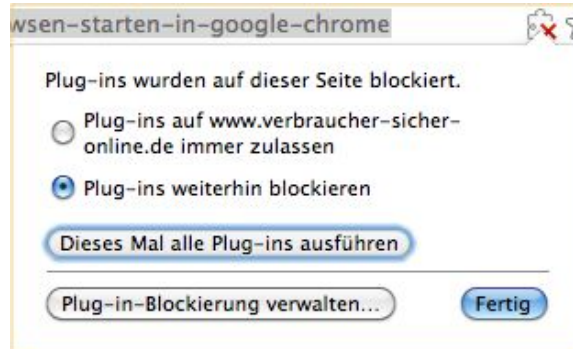 wsen-starten-in-google-chrome
Plug-ins wurden auf dieser Seite blockiert.
Plug-ins auf www.verbraucher-sicher-
online.de immer zulassen
Plug-ins weiterhin blockieren
Dieses Mal alle Plug-ins ausführen
Plug-in-Blockierung verwalten...
Fertig